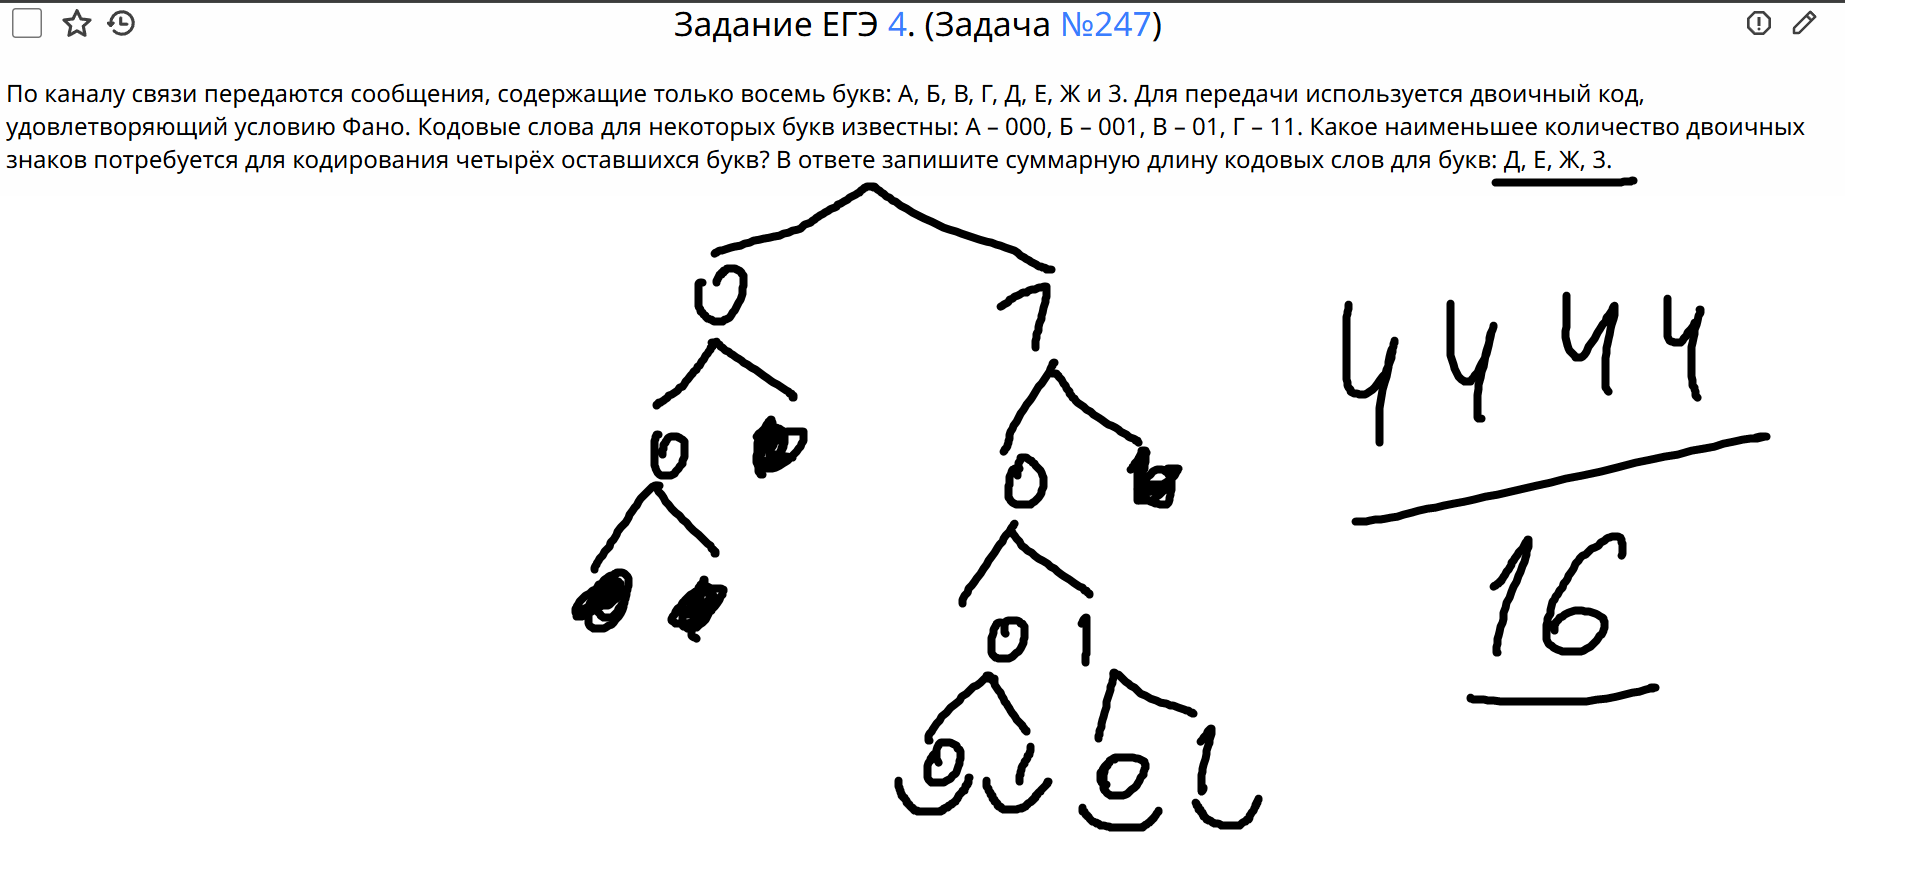 Задание ЕГЭ 4. (Задача №247)
По каналу связи передаются сообщения, содержащие только восемь букв: А, Б, В, Г, Д, Е, Ж и З. Для передачи используется двоичный код,
удовлетворяющий условию Фано. Кодовые слова для некоторых букв известны: А – 000, Б – 001, В – 01, Г – 11. Какое наименьшее количество двоичных
знаков потребуется для кодирования четырёх оставшихся букв? В ответе запишите суммарную длину кодовых слов для букв: Д, Е, Ж, З.
0 1
4 4 4 4
0 0 1
16
0 1
0 1 0 1